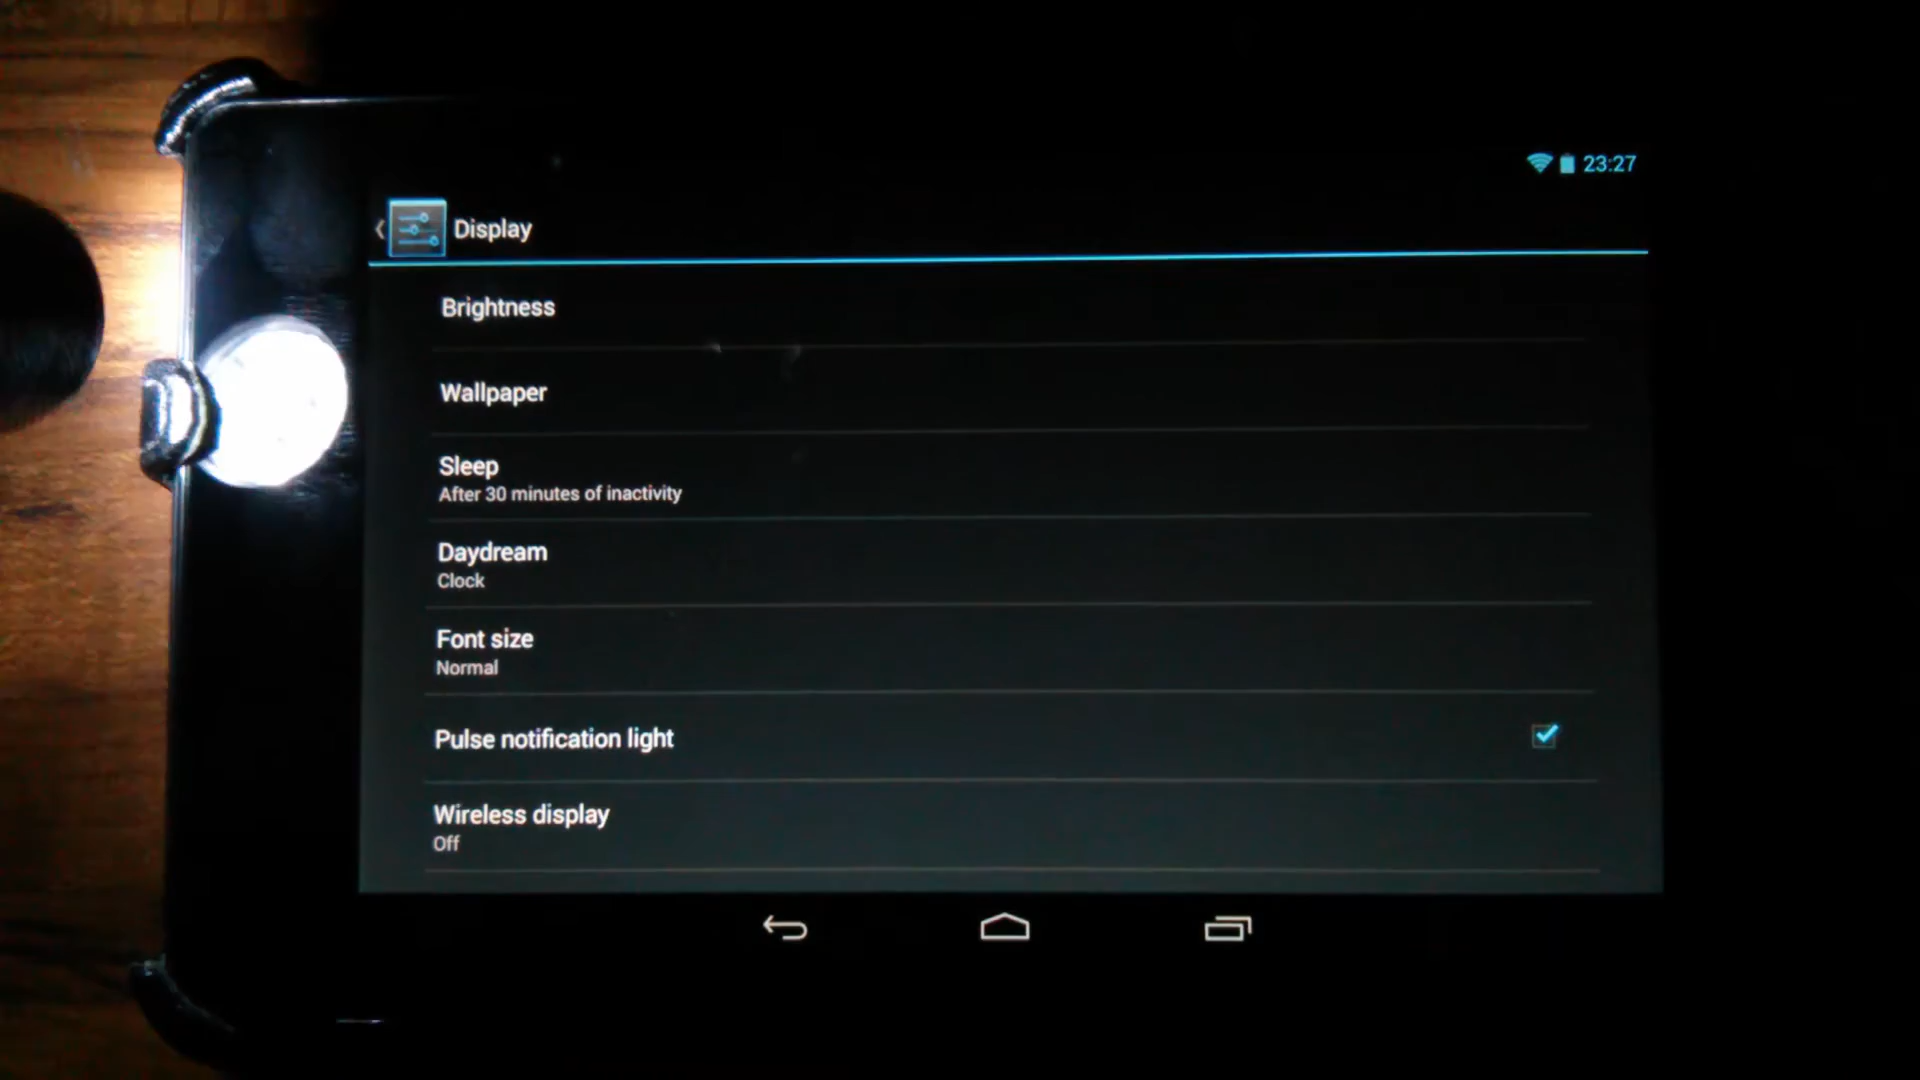 23:27
Display
Brightness
Wallpaper
Sleep
After 30 minutes of inactivity
Daydream
Clock
Font size
Normal
Pulse notification light
Wireless display
Off